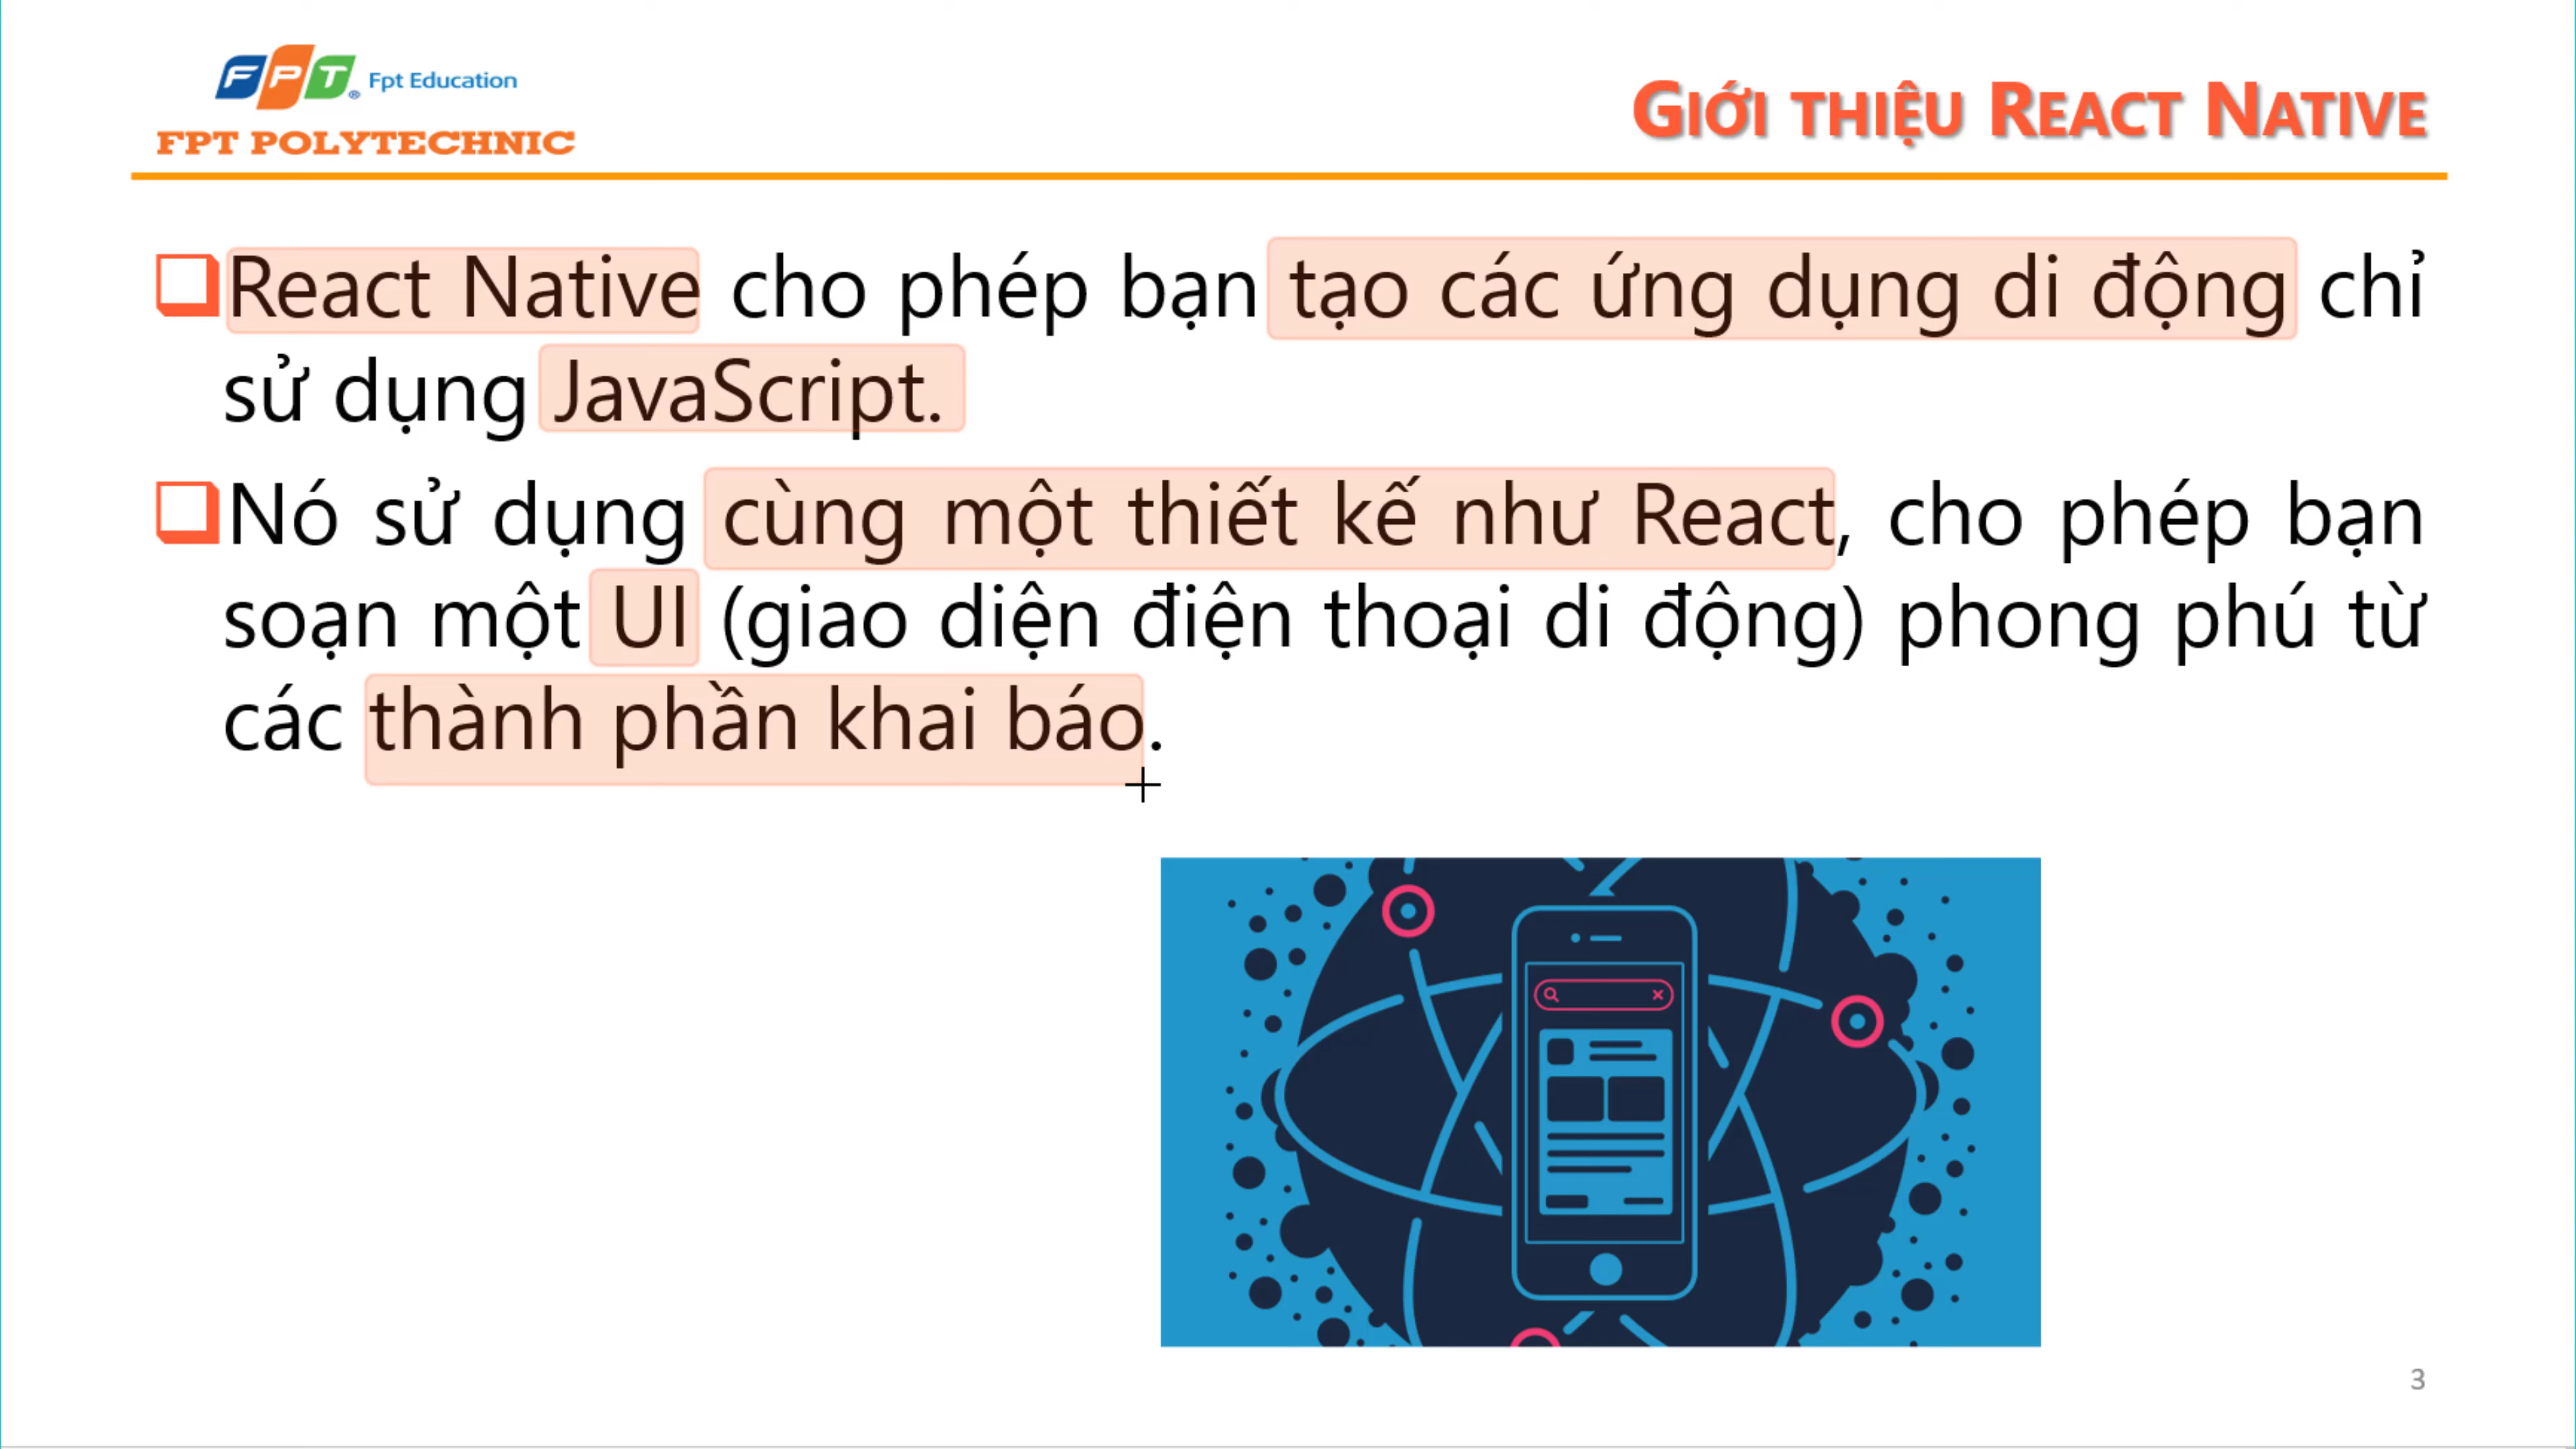 FPT® Fpt Education
FPT POLYTECHNIC
GIỚI THIỆU REACT NATIVE
React Native cho phép bạn tạo các ứng dụng di động chỉ
sử dụng JavaScript.
Nó sử dụng cùng một thiết kế như React, cho phép bạn
soạn một UI (giao diện điện thoại di động) phong phú từ
các thành phần khai báo.
3